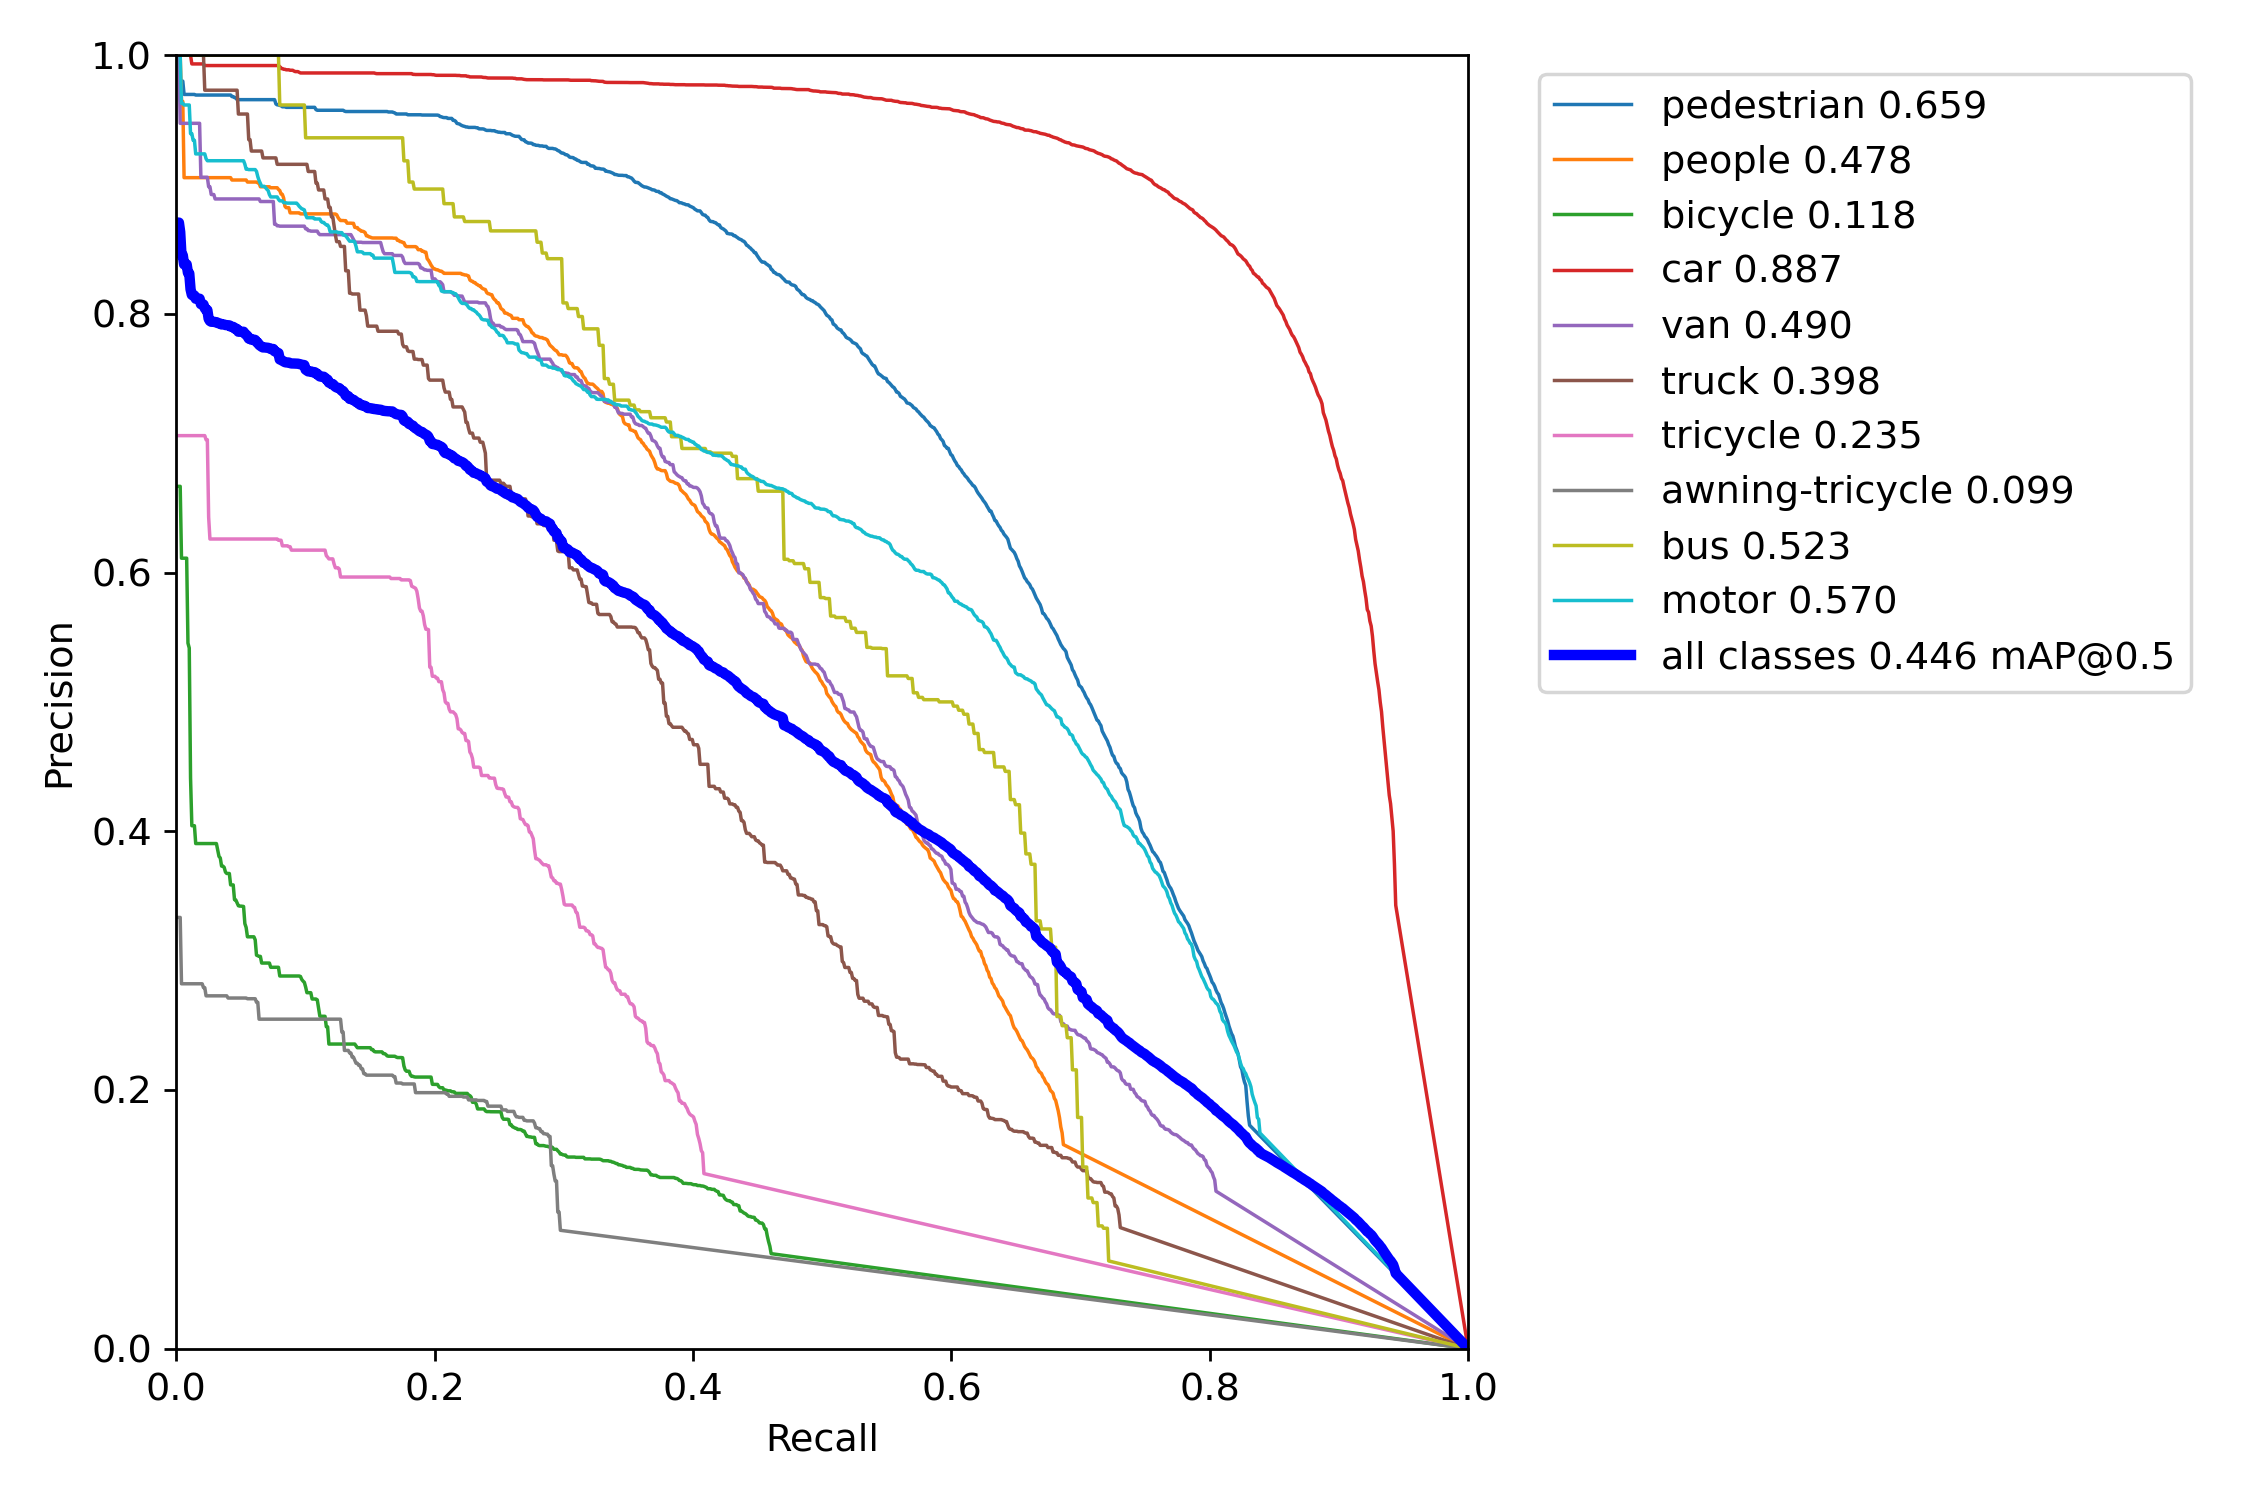 1.0
0.8
0.6
0.4
0.2
0.0
Precision
0.0 0.2 0.4 0.6 0.8 1.0
Recall
pedestrian 0.659
people 0.478
bicycle 0.118
car 0.887
van 0.490
truck 0.398
tricycle 0.235
awning-tricycle 0.099
bus 0.523
motor 0.570
all classes 0.446 mAP@0.5